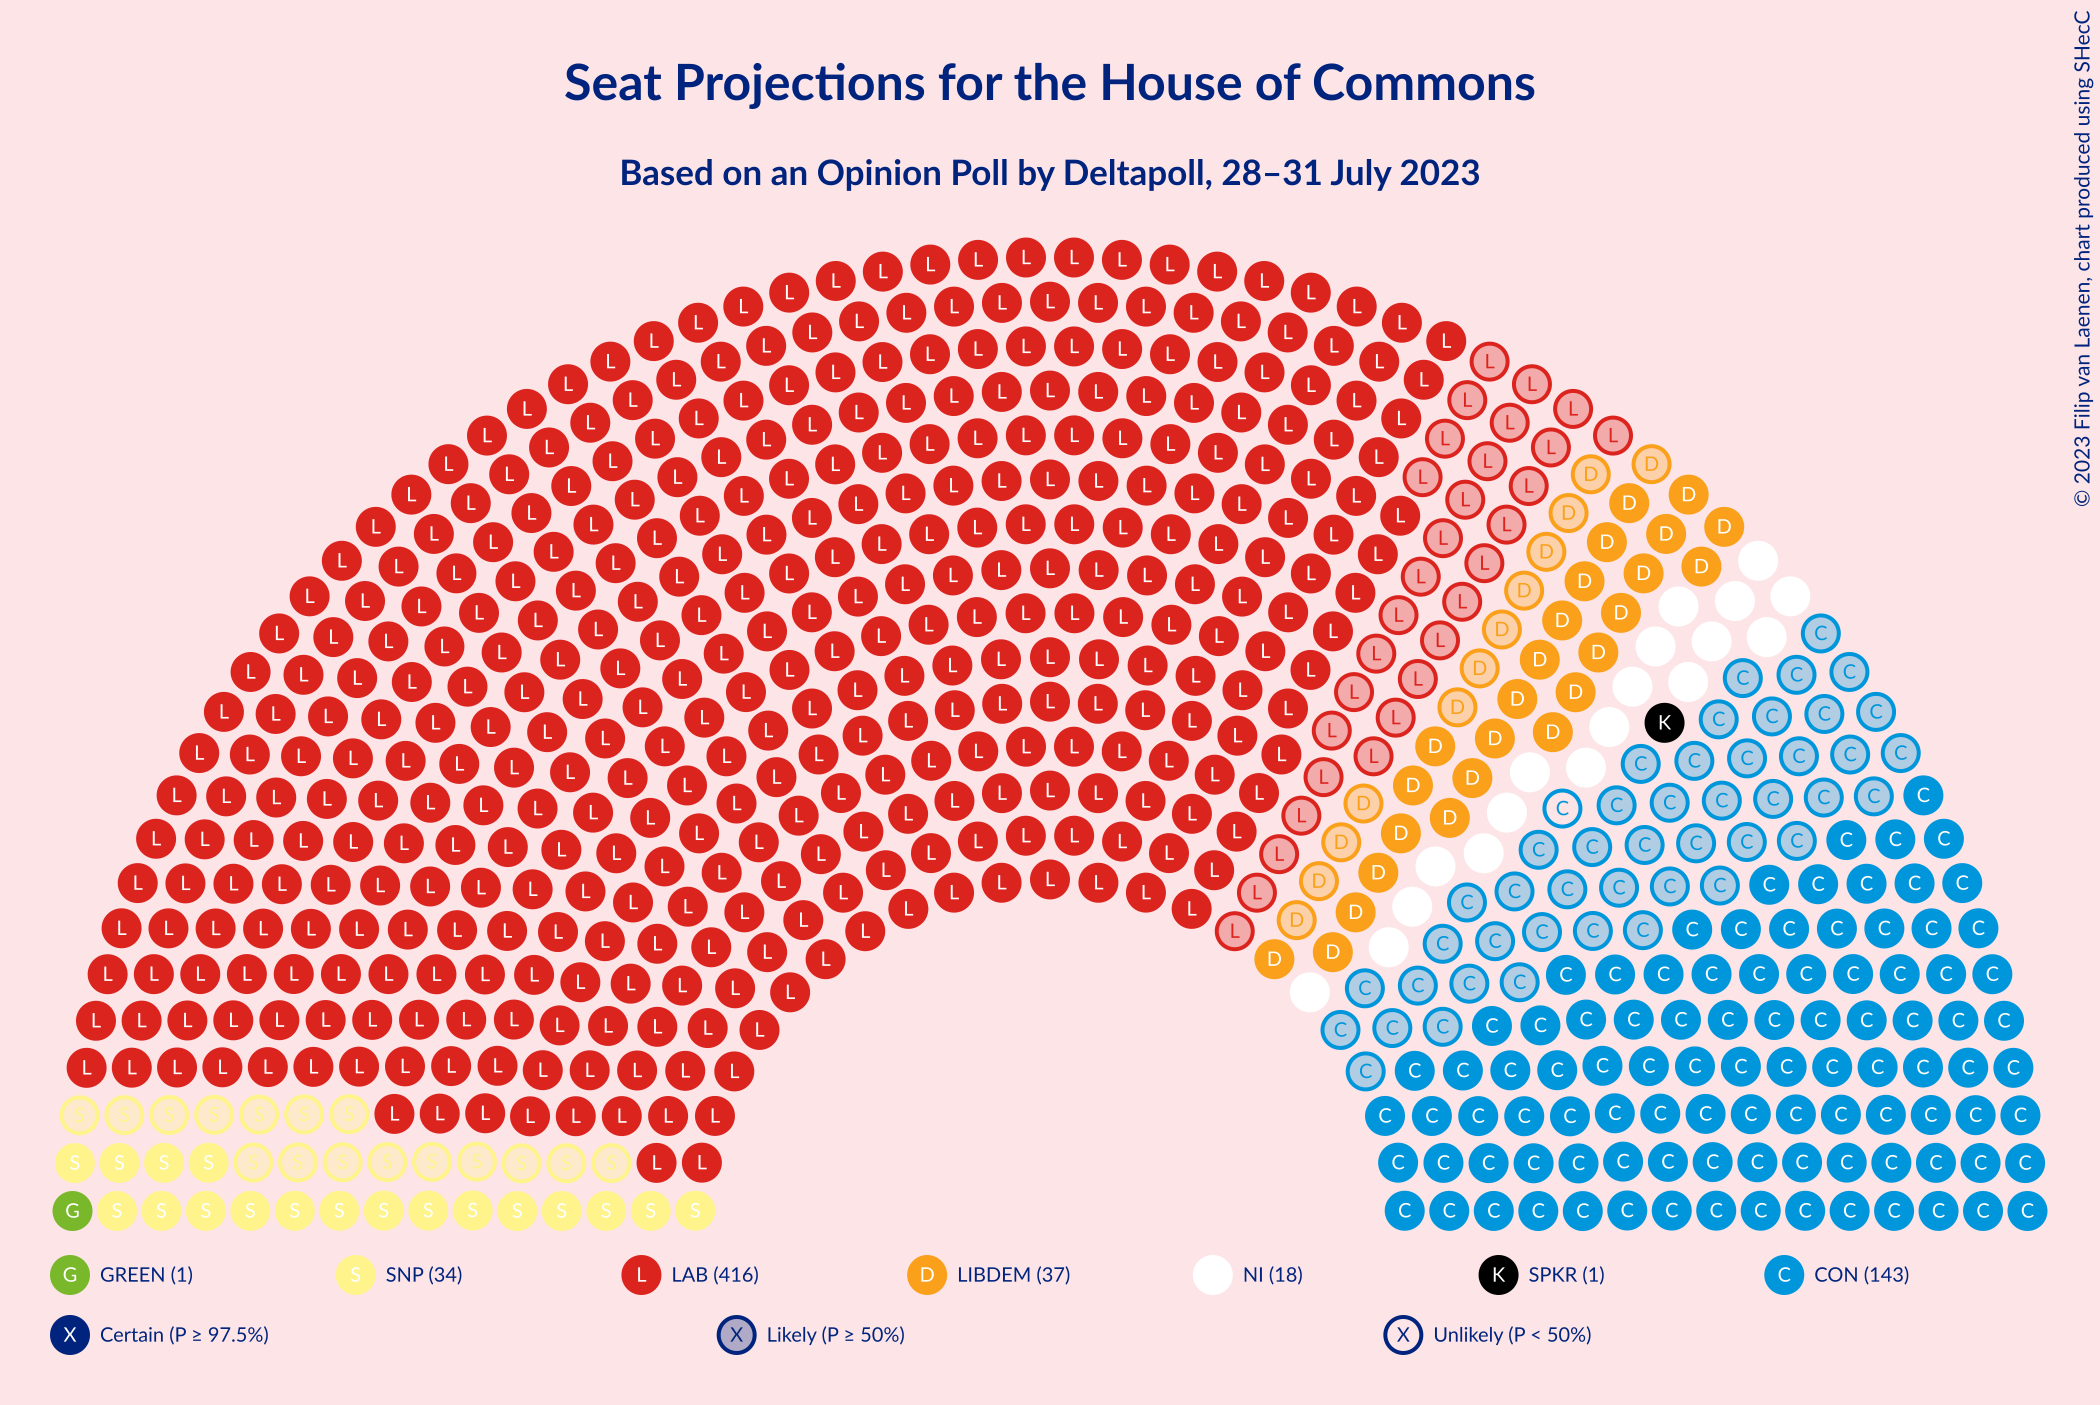 Seat Projections for the House of Commons
Based on an Opinion Poll by Deltapoll, 28–31 July 2023
© 2023 Filip van Laenen, chart produced using SHecC
G GREEN (1)
S SNP (34)
L LAB (416)
D LIBDEM (37)
NI (18)
K SPKR (1)
C CON (143)
X Certain (P ≥ 97.5%)
X Likely (P ≥ 50%)
X Unlikely (P < 50%)